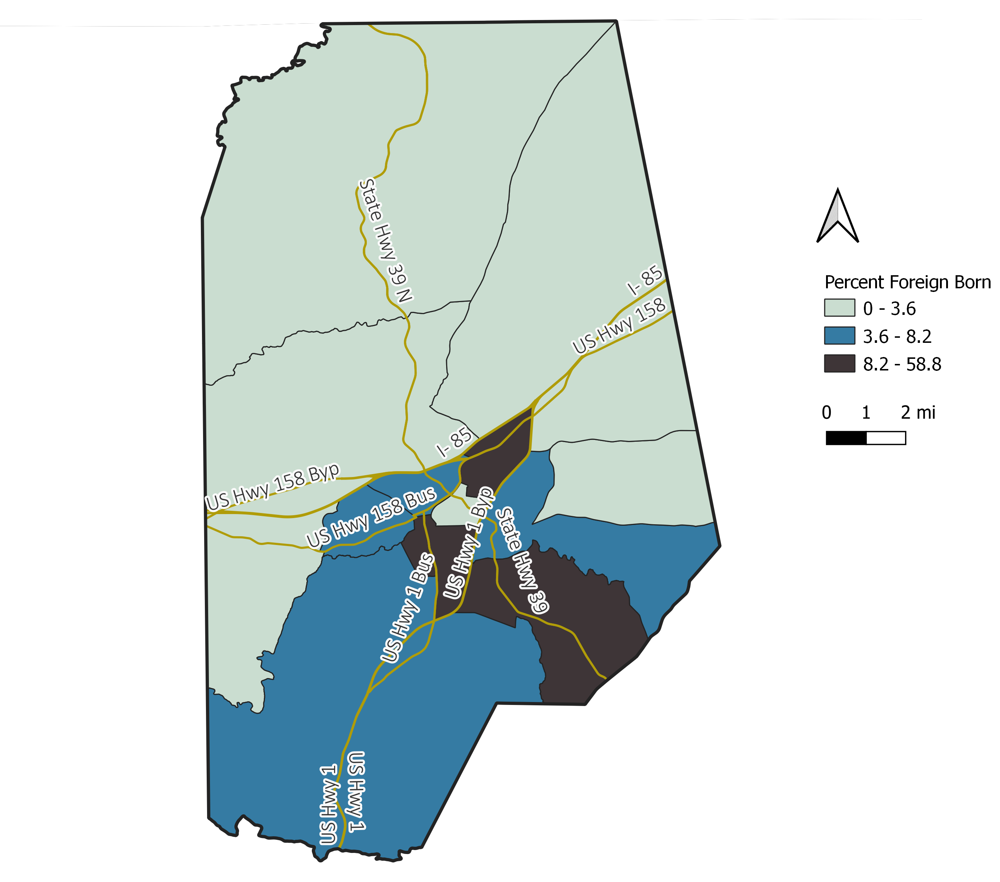 State Hwy 39 N
I- 85
US Hwy 158
Percent Foreign Born
0 - 3.6
3.6 - 8.2
8.2 - 58.8
0 1 2 mi
I- 85
US Hwy 158 Byp
US Hwy 158 Bus
US Hwy 1 Byp
State Hwy 39
US Hwy 1 Bus
US Hwy 1
US Hwy 1